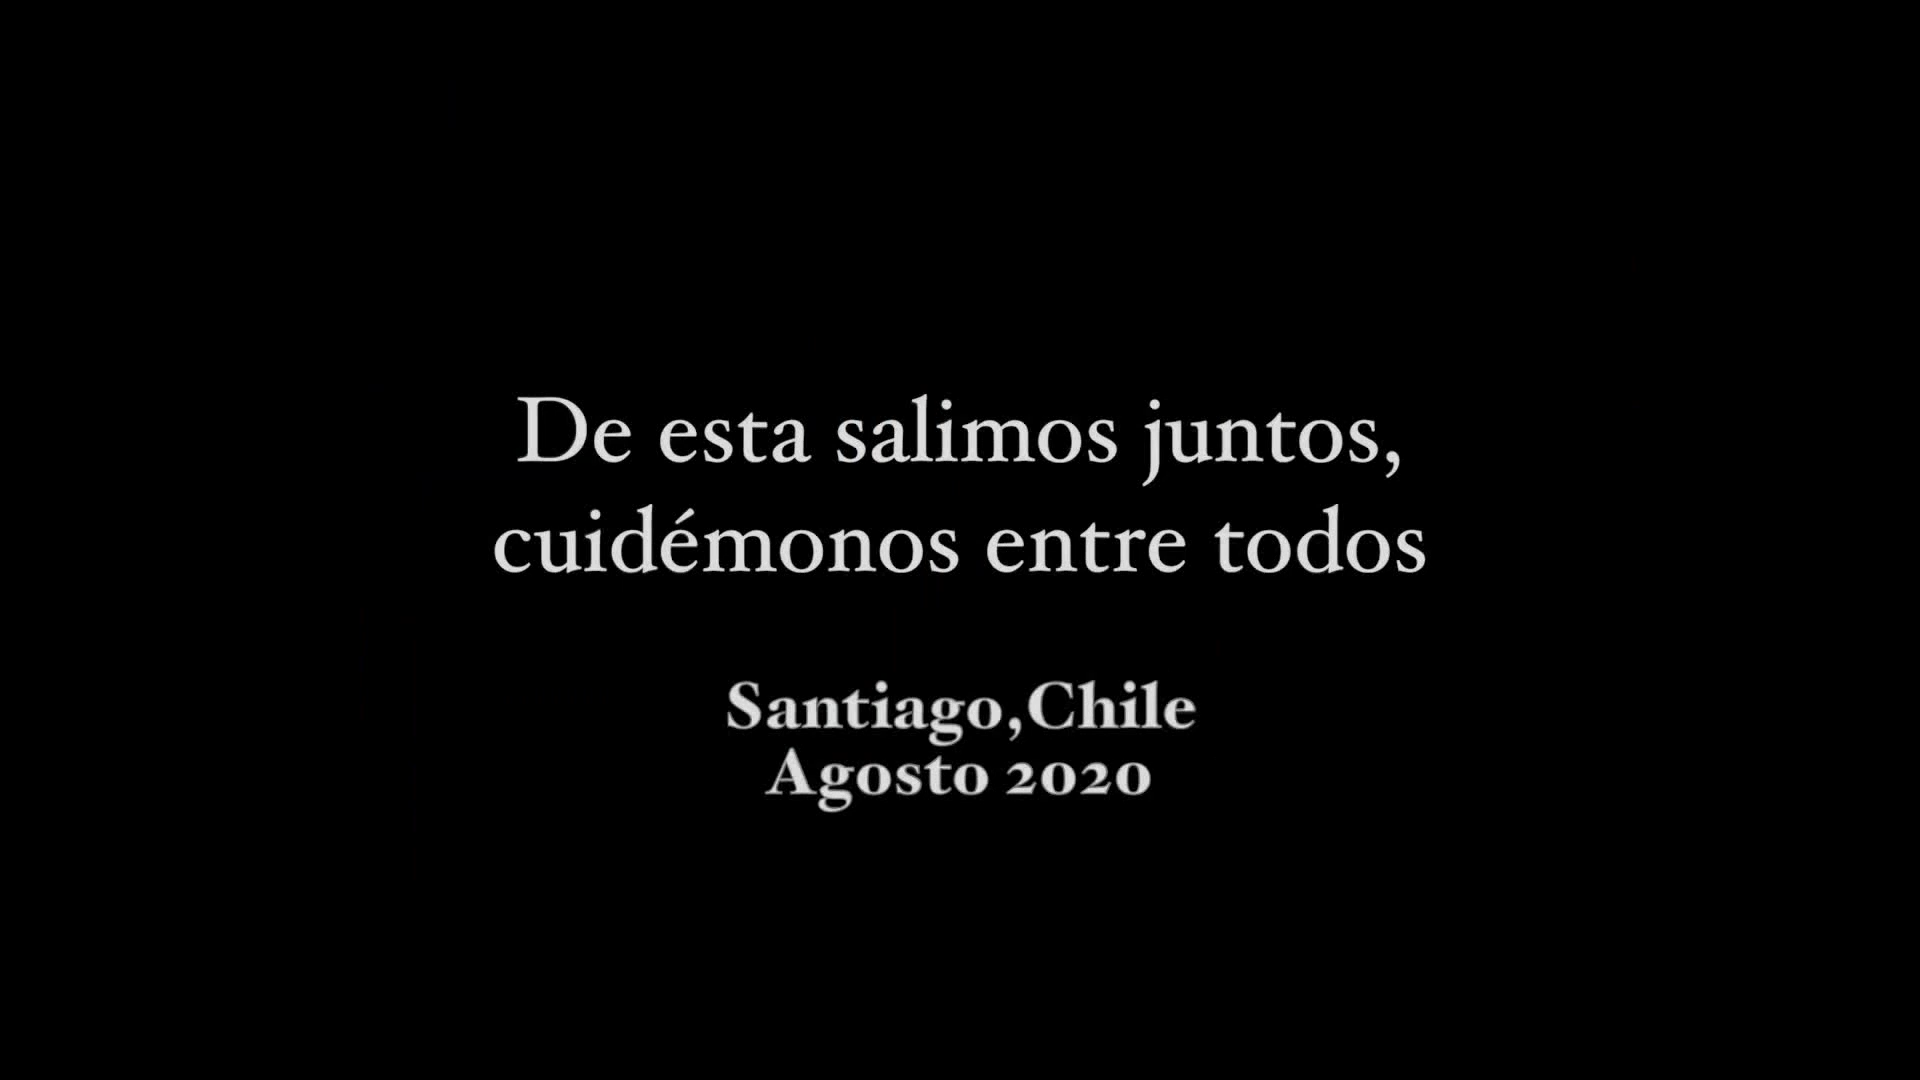 De esta salimos juntos,
cuidémonos entre todos
Santiago,Chile
Agosto 2020